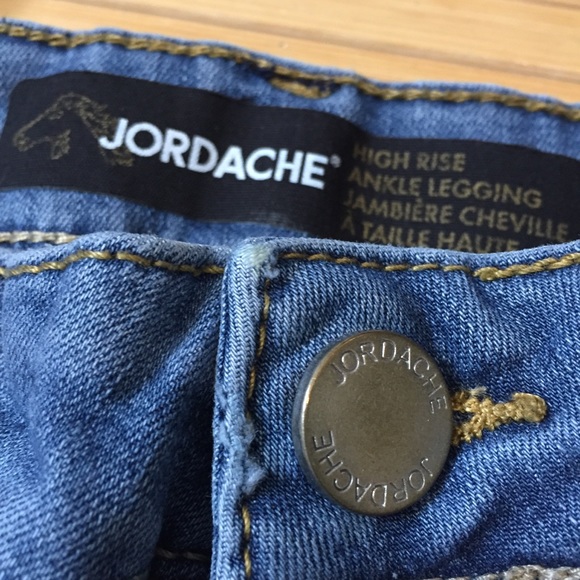 JORDACHE®
HIGH RISE
ANKLE LEGGING
JAMBIÈRE CHEVILLE
À TAILLE HAUTE
JORDACHE
JORDACHE